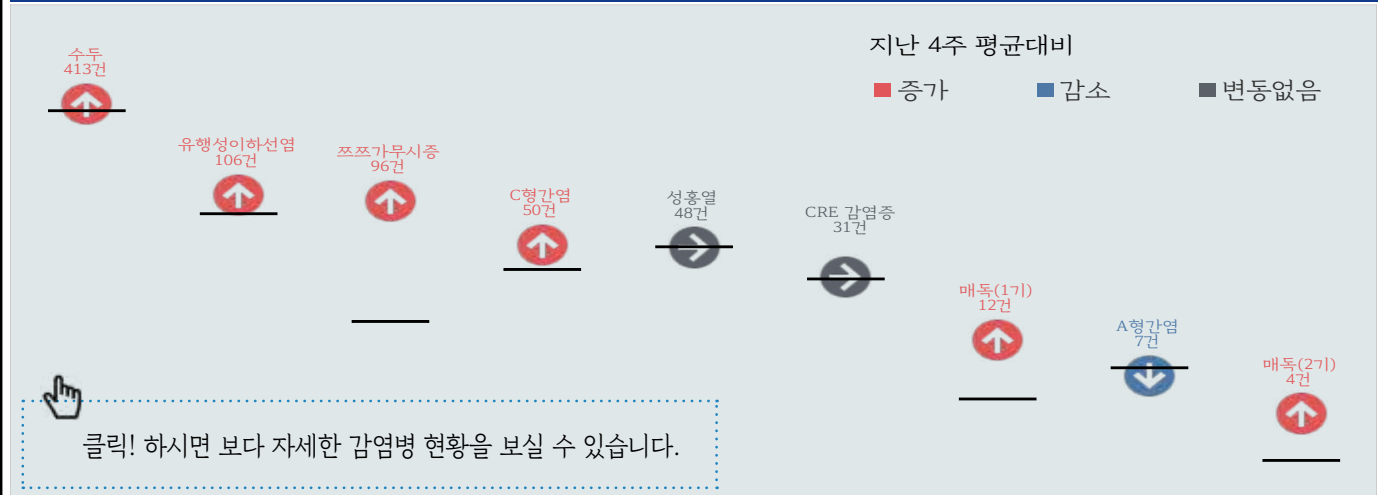 지난 4주 평균대비
증가
감소
변동없음
수두
413건
유행성이하선염
106건
쯔쯔가무시증
96건
C형간염
50건
성홍열
48건
CRE 감염증
31건
매독(1기)
12건
A형간염
7건
매독(2기)
4건
클릭! 하시면 보다 자세한 감염병 현황을 보실 수 있습니다.